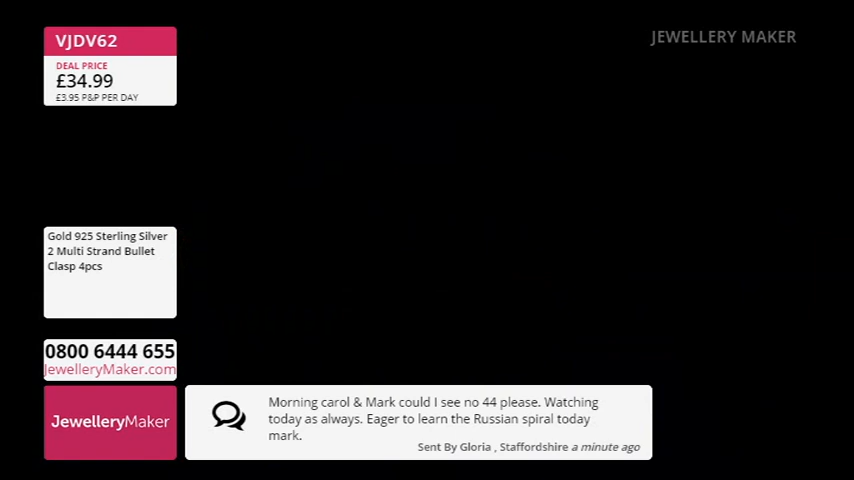 VJDV62
DEAL PRICE
£34.99
£3.95 P&P PER DAY
JEWELLERY MAKER
Gold 925 Sterling Silver
2 Multi Strand Bullet
Clasp 4pcs
0800 6444 655
JewelleryMaker.com
JewelleryMaker
Morning carol & Mark could I see no 44 please. Watching
today as always. Eager to learn the Russian spiral today
mark.
Sent By Gloria , Staffordshire a minute ago